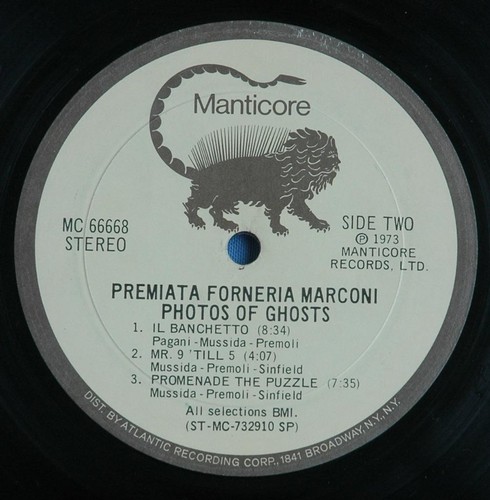 Manticore
MC 66668
STEREO
SIDE TWO
℗ 1973
MANTICORE
RECORDS, LTD.
PREMIATA FORNERIA MARCONI
PHOTOS OF GHOSTS
1. IL BANCHETTO (8:34)
Pagani - Mussida - Premoli
2. MR. 9 'TILL 5 (4:07)
Mussida - Premoli - Sinfield
3. PROMENADE THE PUZZLE (7:35)
Mussida - Premoli - Sinfield
All selections BMI.
(ST-MC-732910 SP)
DIST. BY ATLANTIC RECORDING CORP., 1841 BROADWAY, N.Y., N.Y.